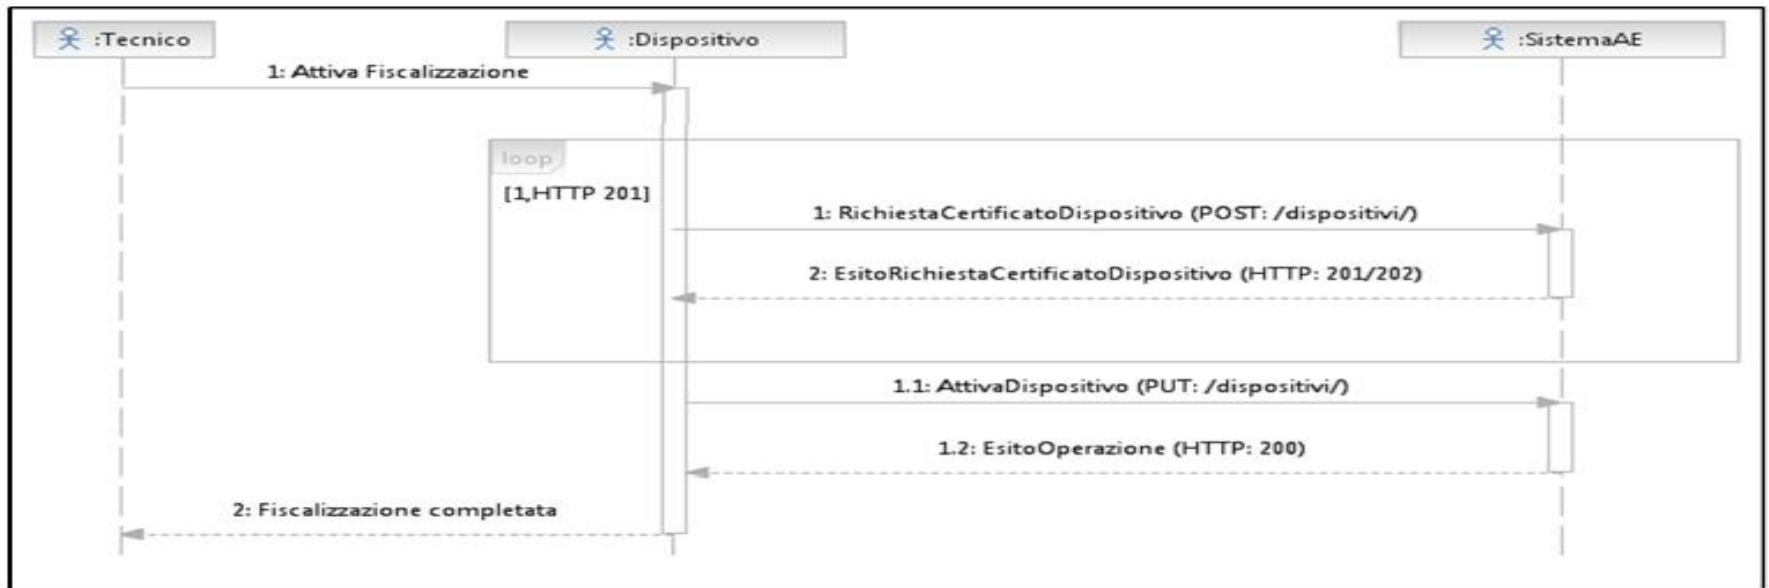 :Tecnico
:Dispositivo
:SistemaAE
1: Attiva Fiscalizzazione
loop
[1,HTTP 201]
1: RichiestaCertificatoDispositivo (POST: /dispositivi/)
2: EsitoRichiestaCertificatoDispositivo (HTTP: 201/202)
1.1: AttivaDispositivo (PUT: /dispositivi/)
1.2: EsitoOperazione (HTTP: 200)
2: Fiscalizzazione completata